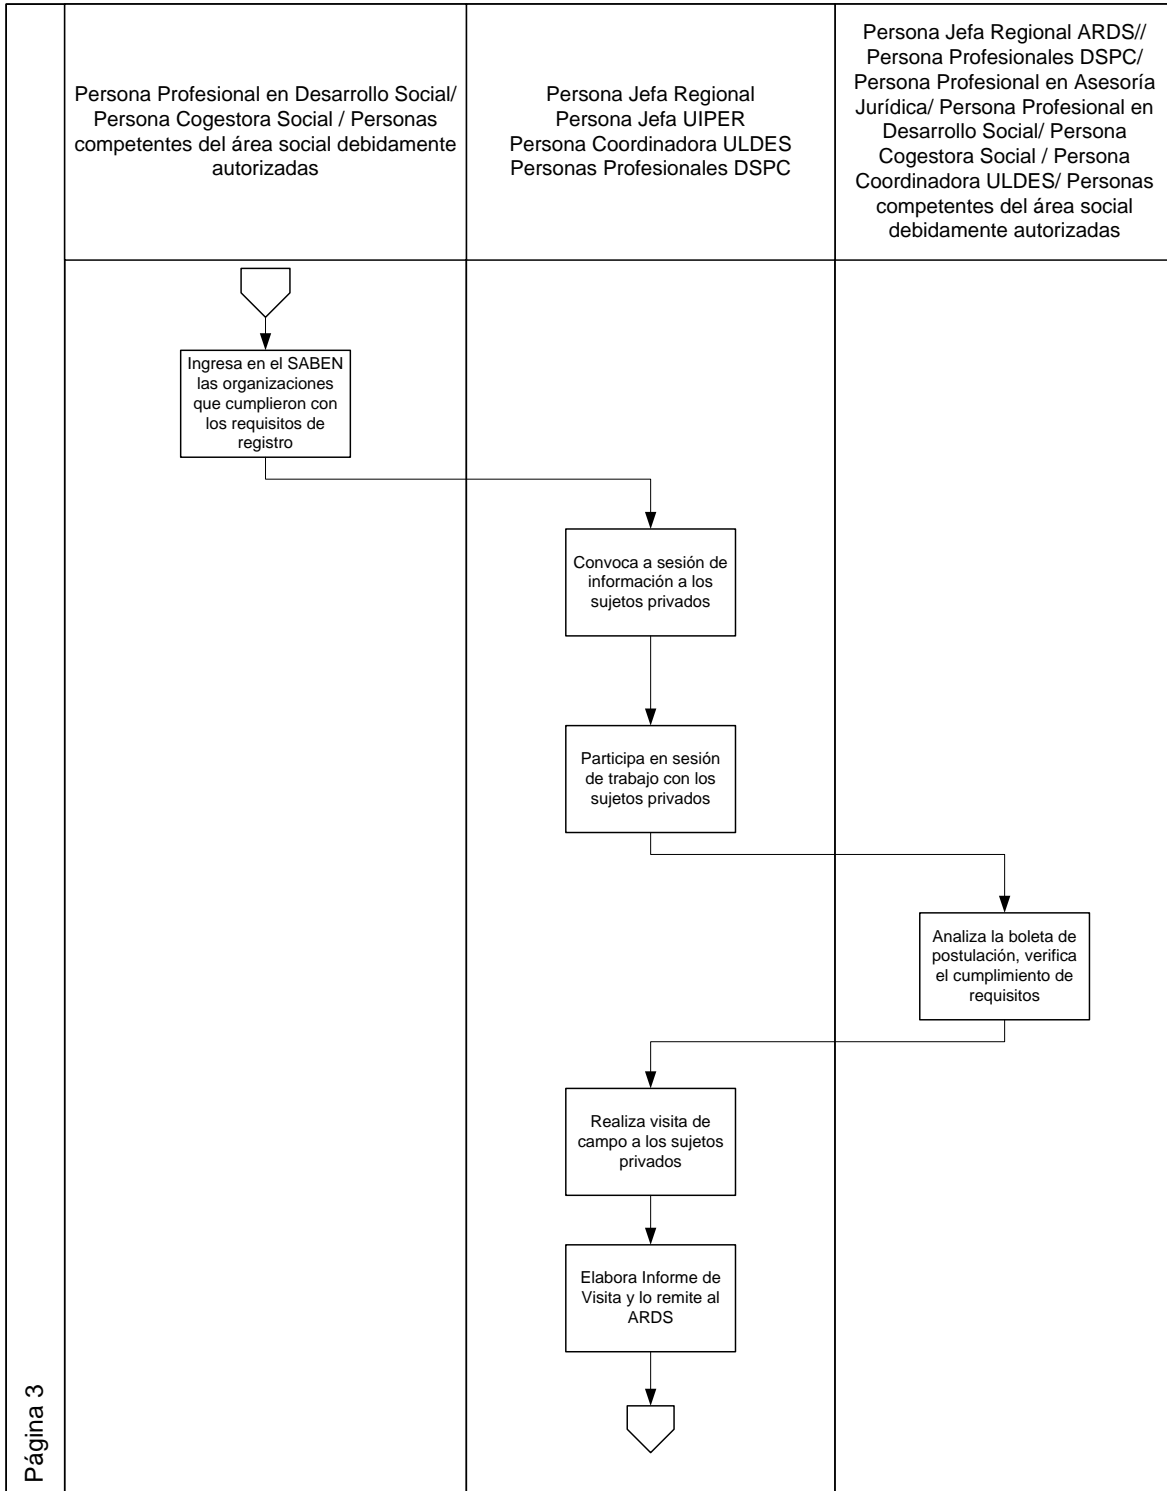 Persona Profesional en Desarrollo Social/
Persona Cogestora Social / Personas
competentes del área social debidamente
autorizadas
Persona Jefa Regional
Persona Jefa UIPER
Persona Coordinadora ULDES
Personas Profesionales DSPC
Persona Jefa Regional ARDS//
Persona Profesionales DSPC/
Persona Profesional en Asesoría
Jurídica/ Persona Profesional en
Desarrollo Social/ Persona
Cogestora Social / Persona
Coordinadora ULDES/ Personas
competentes del área social
debidamente autorizadas
Ingresa en el SABEN
las organizaciones
que cumplieron con
los requisitos de
registro
Convoca a sesión de
información a los
sujetos privados
Participa en sesión
de trabajo con los
sujetos privados
Analiza la boleta de
postulación, verifica
el cumplimiento de
requisitos
Realiza visita de
campo a los sujetos
privados
Elabora Informe de
Visita y lo remite al
ARDS
Página 3